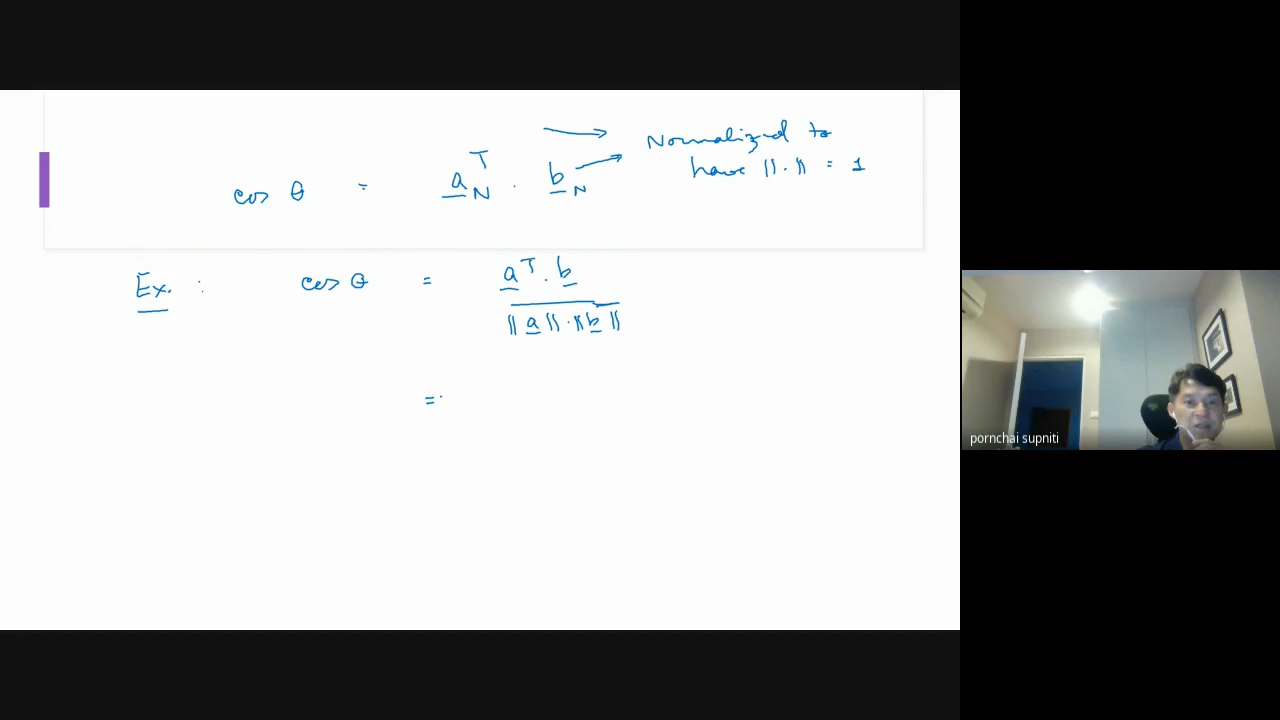 Normalized to
have ||·|| = 1
cos θ = a_N^T · b_N
Ex. : cos θ = a^T · b
||a|| · ||b||
=
pornchai supniti